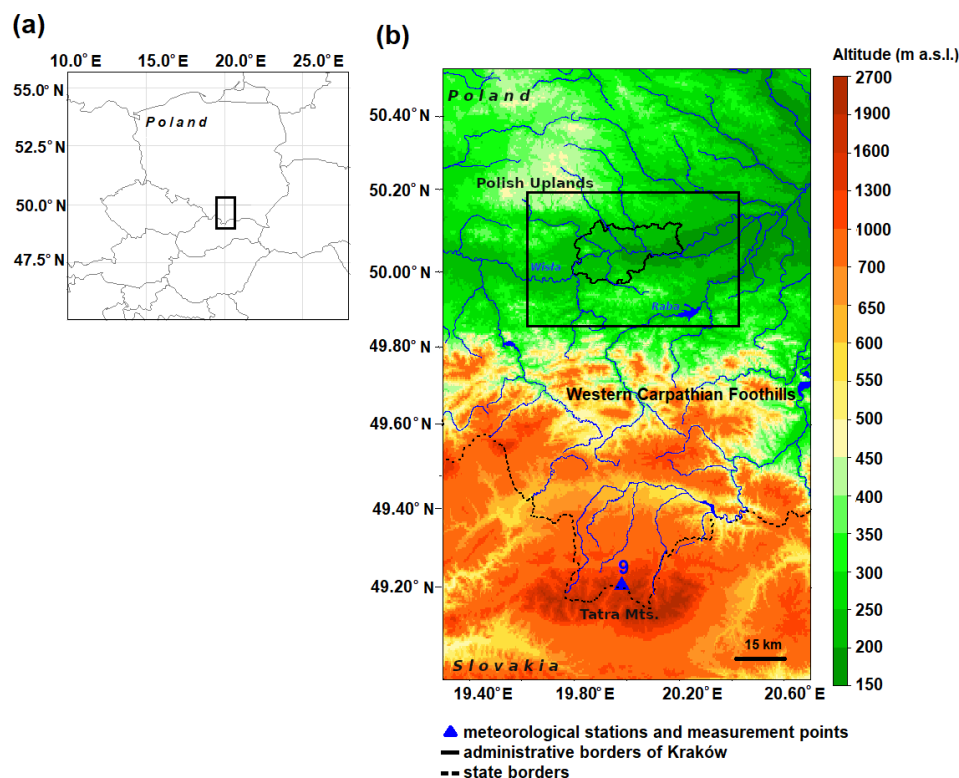 (a)
10.0° E 15.0° E 20.0° E 25.0° E
55.0° N
52.5° N
50.0° N
47.5° N
Poland
(b)
Poland
Polish Uplands
Wisła
Raba
Western Carpathian Foothills
9
Tatra Mts.
Slovakia
15 km
50.40° N
50.20° N
50.00° N
49.80° N
49.60° N
49.40° N
49.20° N
19.40° E 19.80° E 20.20° E 20.60° E
Altitude (m a.s.l.)
2700
1900
1600
1300
1000
700
650
600
550
500
450
400
350
300
250
200
150
meteorological stations and measurement points
administrative borders of Kraków
state borders